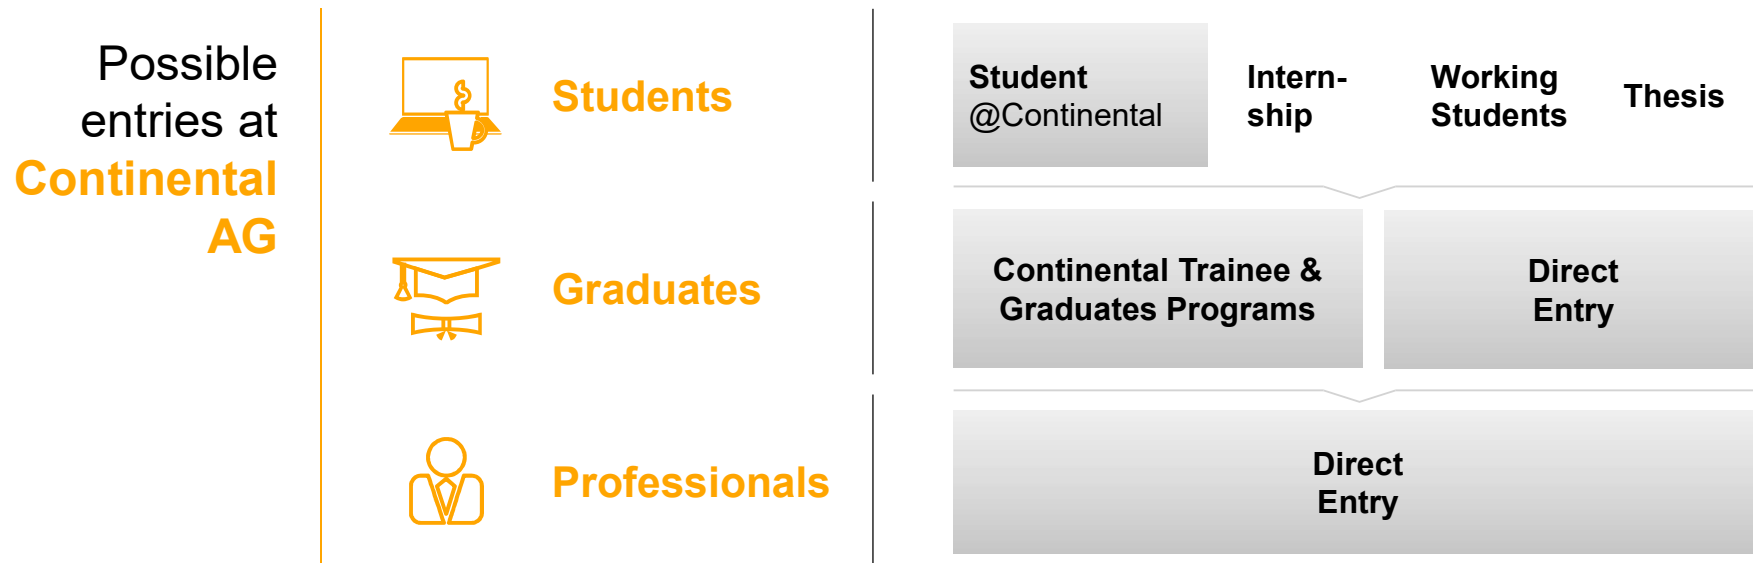 Possible
entries at
Continental
AG
Students
Student
@Continental
Intern-
ship
Working
Students
Thesis
Graduates
Continental Trainee &
Graduates Programs
Direct
Entry
Professionals
Direct
Entry